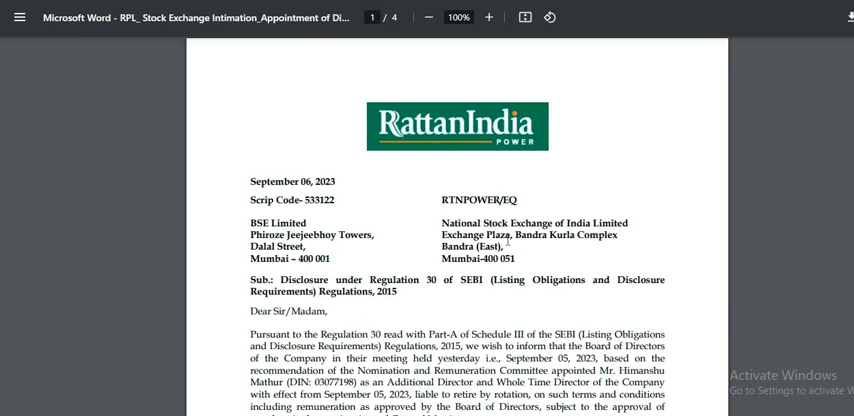 Microsoft Word - RPL_ Stock Exchange Intimation_Appointment of Di...
1 / 4
100%
RattanIndia
POWER
September 06, 2023
Scrip Code- 533122 RTNPOWER/EQ
BSE Limited National Stock Exchange of India Limited
Phiroze Jeejeebhoy Towers, Exchange Plaza, Bandra Kurla Complex
Dalal Street, Bandra (East),
Mumbai – 400 001 Mumbai-400 051
Sub.: Disclosure under Regulation 30 of SEBI (Listing Obligations and Disclosure
Requirements) Regulations, 2015
Dear Sir/Madam,
Pursuant to the Regulation 30 read with Part-A of Schedule III of the SEBI (Listing Obligations
and Disclosure Requirements) Regulations, 2015, we wish to inform that the Board of Directors
of the Company in their meeting held yesterday i.e., September 05, 2023, based on the
recommendation of the Nomination and Remuneration Committee appointed Mr. Himanshu
Mathur (DIN: 03077198) as an Additional Director and Whole Time Director of the Company
with effect from September 05, 2023, liable to retire by rotation, on such terms and conditions
including remuneration as approved by the Board of Directors, subject to the approval of
Activate Windows
Go to Settings to activate W